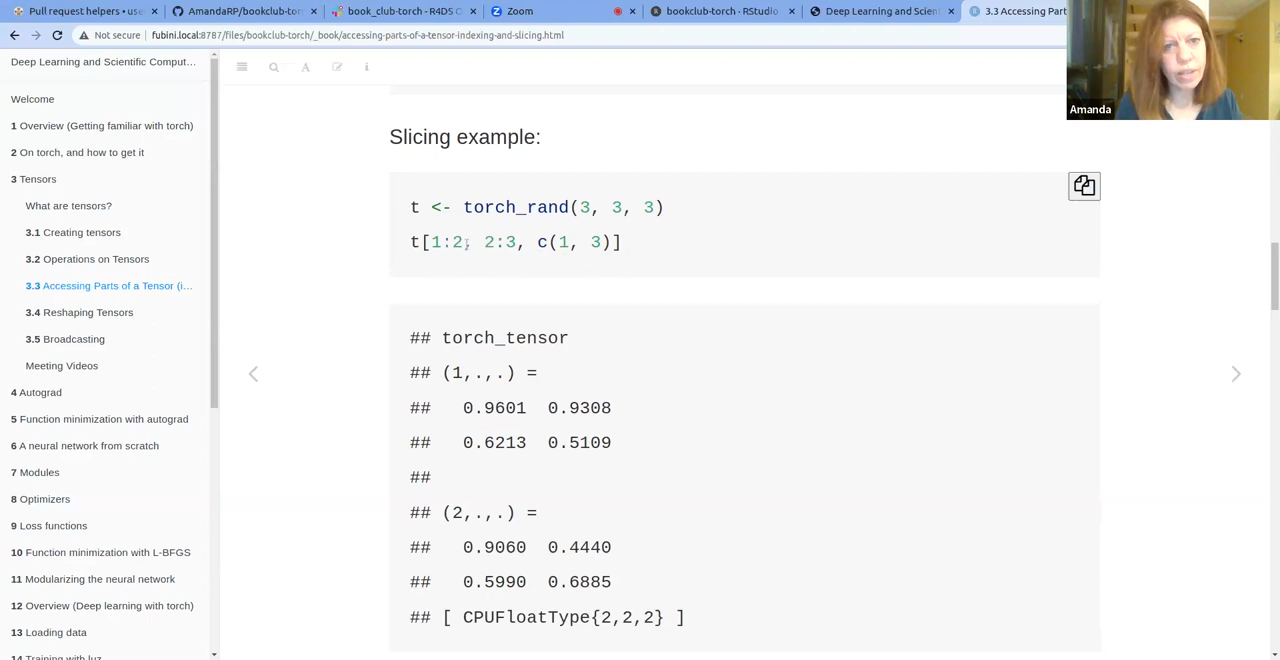 Pull request helpers • use
AmandaRP/bookclub-tor
book_club-torch - R4DS O
Zoom
bookclub-torch · RStudio
Deep Learning and Scient
3.3 Accessing Part
Not secure
fubini.local:8787/files/bookclub-torch/_book/accessing-parts-of-a-tensor-indexing-and-slicing.html
Amanda
Deep Learning and Scientific Comput...
Welcome
1 Overview (Getting familiar with torch)
2 On torch, and how to get it
3 Tensors
What are tensors?
3.1 Creating tensors
3.2 Operations on Tensors
3.3 Accessing Parts of a Tensor (i...
3.4 Reshaping Tensors
3.5 Broadcasting
Meeting Videos
4 Autograd
5 Function minimization with autograd
6 A neural network from scratch
7 Modules
8 Optimizers
9 Loss functions
10 Function minimization with L-BFGS
11 Modularizing the neural network
12 Overview (Deep learning with torch)
13 Loading data
14 Training with luz
Slicing example:
t <- torch_rand(3, 3, 3)
t[1:2, 2:3, c(1, 3)]
## torch_tensor
## (1,.,.) =
##   0.9601  0.9308
##   0.6213  0.5109
##
## (2,.,.) =
##   0.9060  0.4440
##   0.5990  0.6885
## [ CPUFloatType{2,2,2} ]